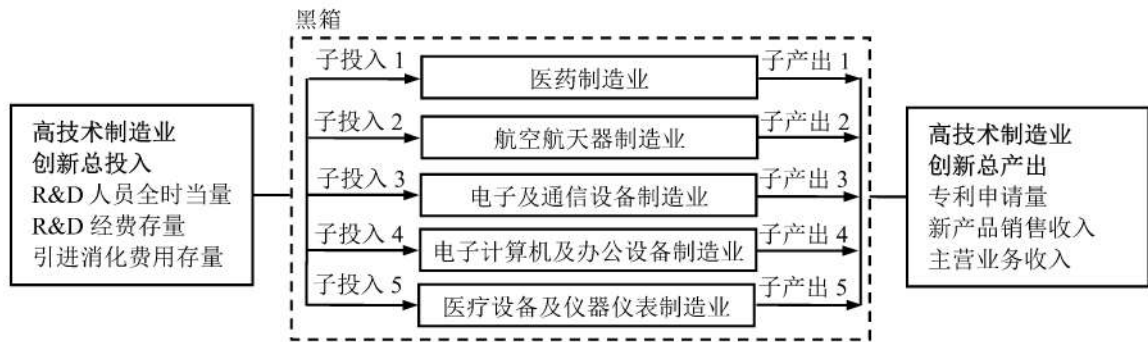 黑箱
高技术制造业
创新总投入
R&D 人员全时当量
R&D 经费存量
引进消化费用存量
子投入 1
医药制造业
子产出 1
子投入 2
航空航天器制造业
子产出 2
子投入 3
电子及通信设备制造业
子产出 3
子投入 4
电子计算机及办公设备制造业
子产出 4
子投入 5
医疗设备及仪器仪表制造业
子产出 5
高技术制造业
创新总产出
专利申请量
新产品销售收入
主营业务收入